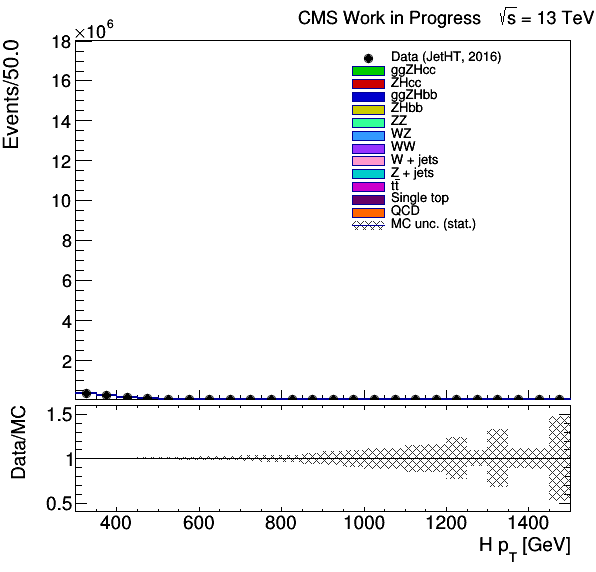 CMS Work in Progress √s = 13 TeV
×10⁶
Events/50.0
18
16
14
12
10
8
6
4
2
Data (JetHT, 2016)
ggZHcc
ZHcc
ggZHbb
ZHbb
ZZ
WZ
WW
W + jets
Z + jets
tt̄
Single top
QCD
MC unc. (stat.)
Data/MC
1.5
1
0.5
400 600 800 1000 1200 1400
H p_T [GeV]